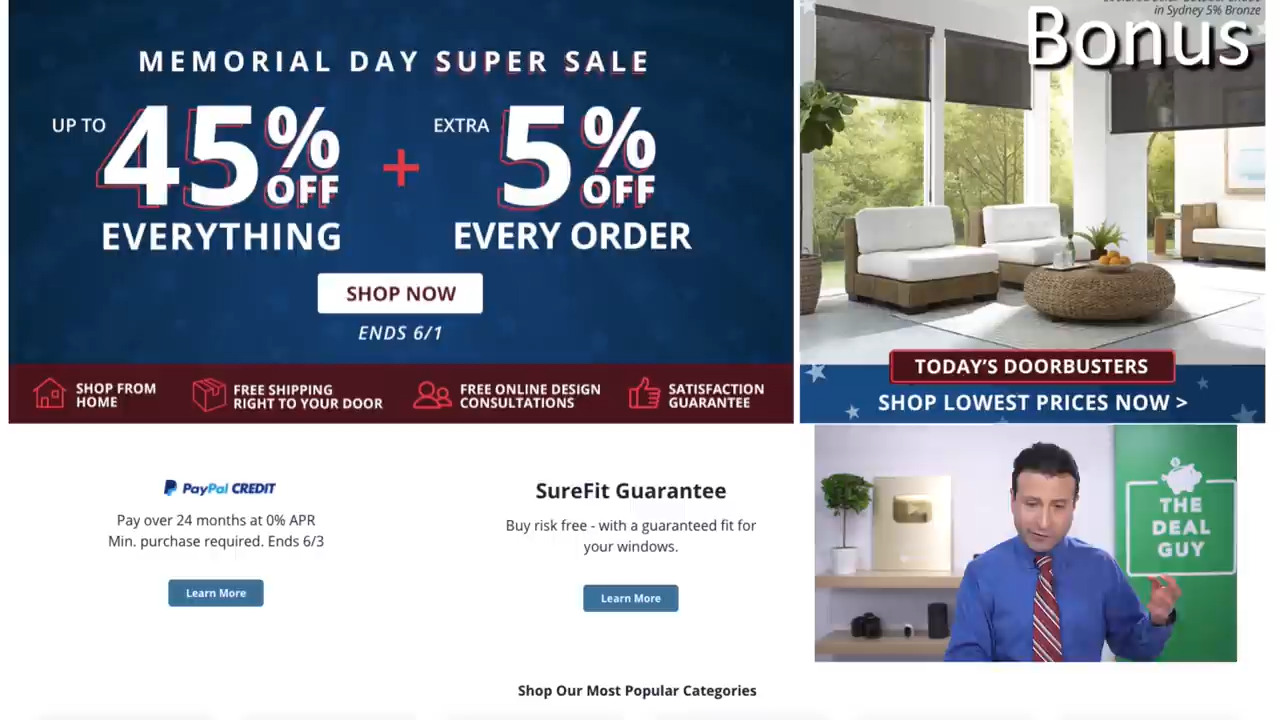 MEMORIAL DAY SUPER SALE
UP TO 45% OFF
EVERYTHING
+
EXTRA 5% OFF
EVERY ORDER
SHOP NOW
ENDS 6/1
SHOP FROM
HOME
FREE SHIPPING
RIGHT TO YOUR DOOR
FREE ONLINE DESIGN
CONSULTATIONS
SATISFACTION
GUARANTEE
in Sydney 5% Bronze
Bonus
TODAY'S DOORBUSTERS
SHOP LOWEST PRICES NOW >
PayPal CREDIT
Pay over 24 months at 0% APR
Min. purchase required. Ends 6/3
Learn More
SureFit Guarantee
Buy risk free - with a guaranteed fit for
your windows.
Learn More
THE
DEAL
GUY
Shop Our Most Popular Categories